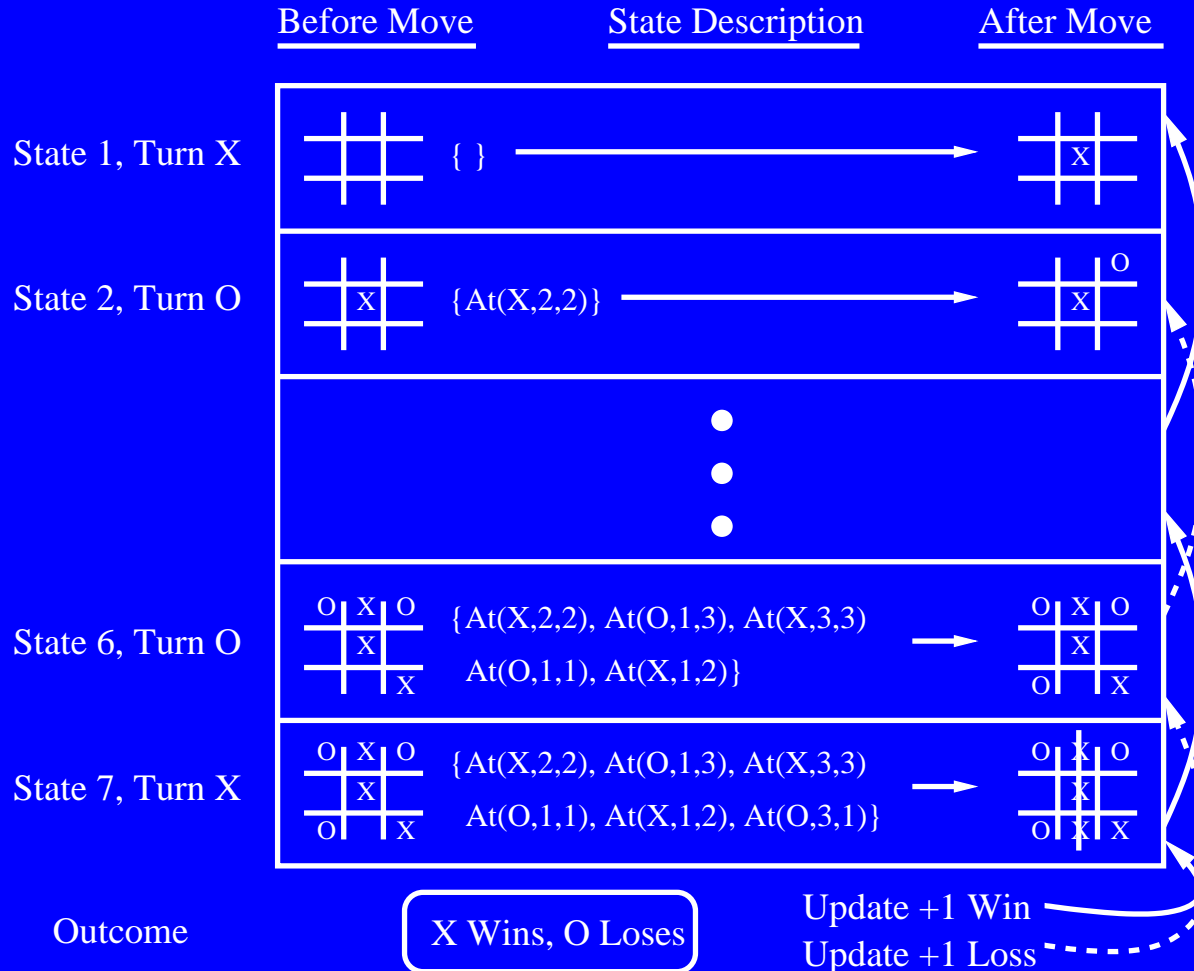 Before Move State Description After Move
State 1, Turn X { } X
O
State 2, Turn O X {At(X,2,2)} X
O X O {At(X,2,2), At(O,1,3), At(X,3,3) O X O
State 6, Turn O X X
X At(O,1,1), At(X,1,2)} O X
O X O {At(X,2,2), At(O,1,3), At(X,3,3) O X O
State 7, Turn X X X
O X At(O,1,1), At(X,1,2), At(O,3,1)} O X X
Outcome X Wins, O Loses Update +1 Win
Update +1 Loss